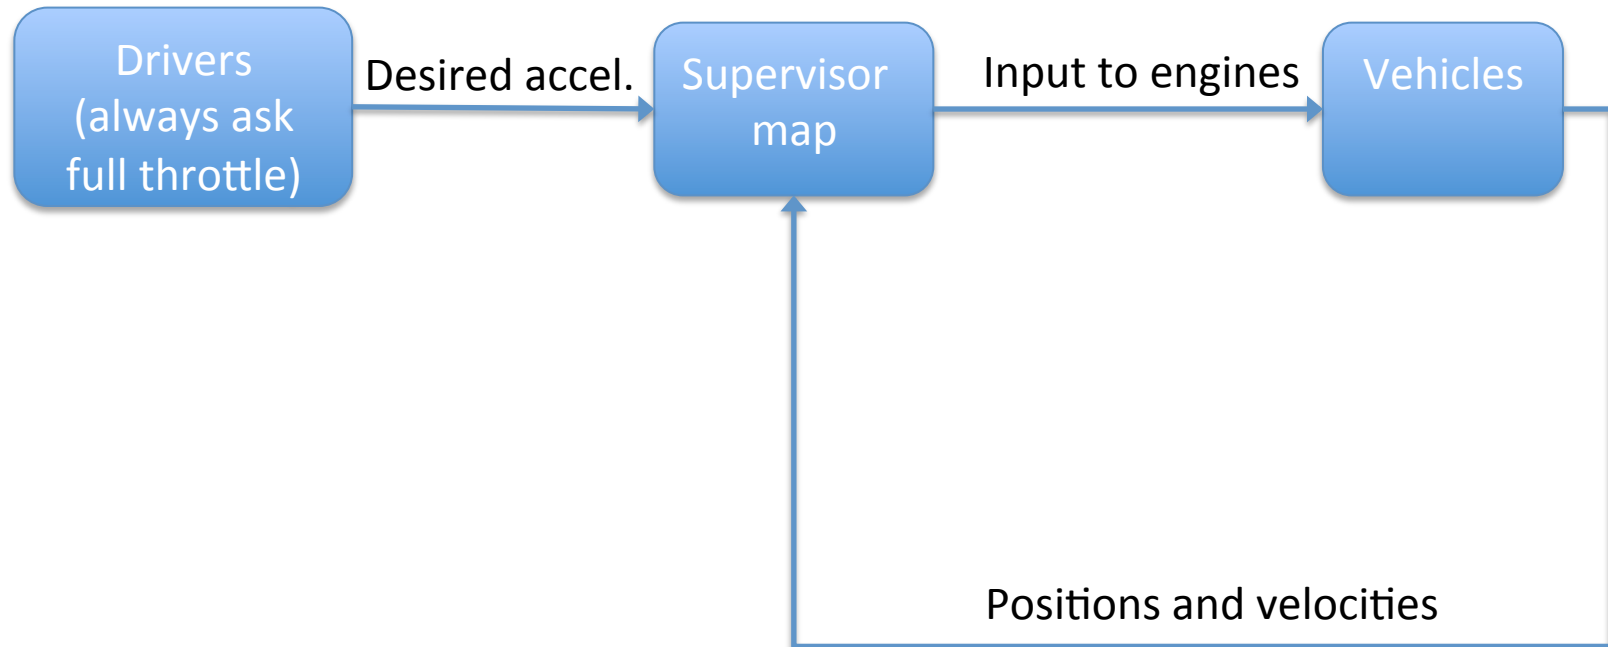 Drivers
(always ask
full throttle)
Desired accel.
Supervisor
map
Input to engines
Vehicles
Positions and velocities